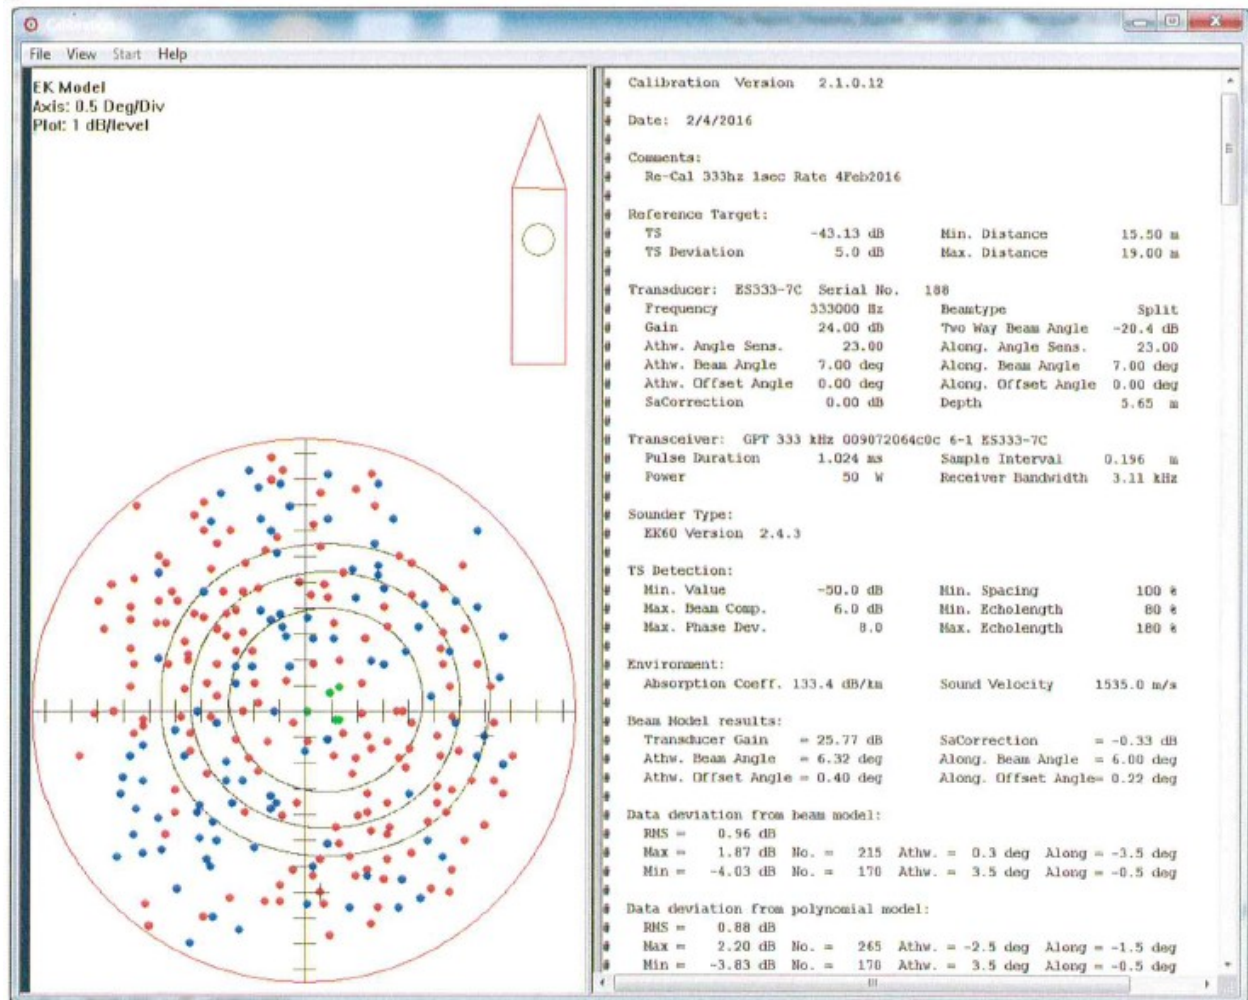 Calibration
File View Start Help
EK Model
Axis: 0.5 Deg/Div
Plot: 1 dB/level
# Calibration Version 2.1.0.12
#
# Date: 2/4/2016
#
# Comments:
# Re-Cal 333hz 1sec Rate 4Feb2016
#
# Reference Target:
# TS -43.13 dB Min. Distance 15.50 m
# TS Deviation 5.0 dB Max. Distance 19.00 m
#
# Transducer: ES333-7C Serial No. 188
# Frequency 333000 Hz Beamtype Split
# Gain 24.00 dB Two Way Beam Angle -20.4 dB
# Athw. Angle Sens. 23.00 Along. Angle Sens. 23.00
# Athw. Beam Angle 7.00 deg Along. Beam Angle 7.00 deg
# Athw. Offset Angle 0.00 deg Along. Offset Angle 0.00 deg
# SaCorrection 0.00 dB Depth 5.65 m
#
# Transceiver: GPT 333 kHz 009072064c0c 6-1 ES333-7C
# Pulse Duration 1.024 ms Sample Interval 0.196 m
# Power 50 W Receiver Bandwidth 3.11 kHz
#
# Sounder Type:
# EK60 Version 2.4.3
#
# TS Detection:
# Min. Value -50.0 dB Min. Spacing 100 %
# Max. Beam Comp. 6.0 dB Min. Echolength 80 %
# Max. Phase Dev. 8.0 Max. Echolength 180 %
#
# Environment:
# Absorption Coeff. 133.4 dB/km Sound Velocity 1535.0 m/s
#
# Beam Model results:
# Transducer Gain = 25.77 dB SaCorrection = -0.33 dB
# Athw. Beam Angle = 6.32 deg Along. Beam Angle = 6.00 deg
# Athw. Offset Angle = 0.40 deg Along. Offset Angle= 0.22 deg
#
# Data deviation from beam model:
# RMS = 0.96 dB
# Max = 1.87 dB No. = 215 Athw. = 0.3 deg Along = -3.5 deg
# Min = -4.03 dB No. = 170 Athw. = 3.5 deg Along = -0.5 deg
#
# Data deviation from polynomial model:
# RMS = 0.88 dB
# Max = 2.20 dB No. = 265 Athw. = -2.5 deg Along = -1.5 deg
# Min = -3.83 dB No. = 170 Athw. = 3.5 deg Along = -0.5 deg